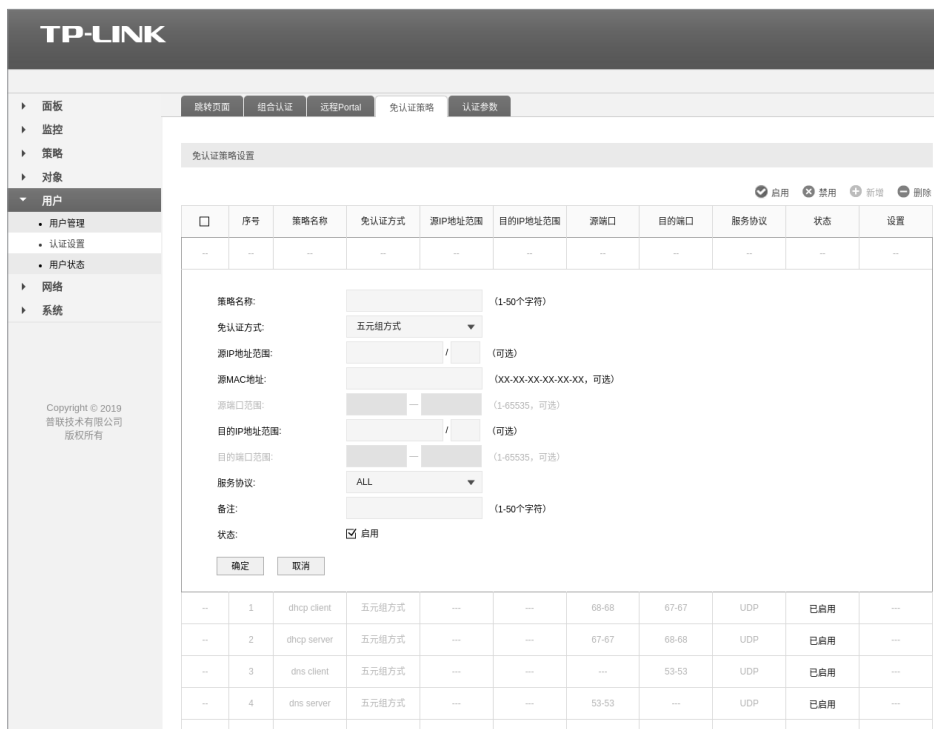 TP-LINK
面板
监控
策略
对象
用户
用户管理
认证设置
用户状态
网络
系统
Copyright © 2019
普联技术有限公司
版权所有
跳转页面 组合认证 远程Portal 免认证策略 认证参数
免认证策略设置
启用 禁用 新增 删除
序号 策略名称 免认证方式 源IP地址范围 目的IP地址范围 源端口 目的端口 服务协议 状态 设置
-- -- -- -- -- -- -- -- -- -- --
策略名称: （1-50个字符）
免认证方式: 五元组方式
源IP地址范围: / （可选）
源MAC地址: （XX-XX-XX-XX-XX-XX，可选）
源端口范围: — （1-65535，可选）
目的IP地址范围: / （可选）
目的端口范围: — （1-65535，可选）
服务协议: ALL
备注: （1-50个字符）
状态: 启用
确定 取消
-- 1 dhcp client 五元组方式 --- --- 68-68 67-67 UDP 已启用 ---
-- 2 dhcp server 五元组方式 --- --- 67-67 68-68 UDP 已启用 ---
-- 3 dns client 五元组方式 --- --- --- 53-53 UDP 已启用 ---
-- 4 dns server 五元组方式 --- --- 53-53 --- UDP 已启用 ---